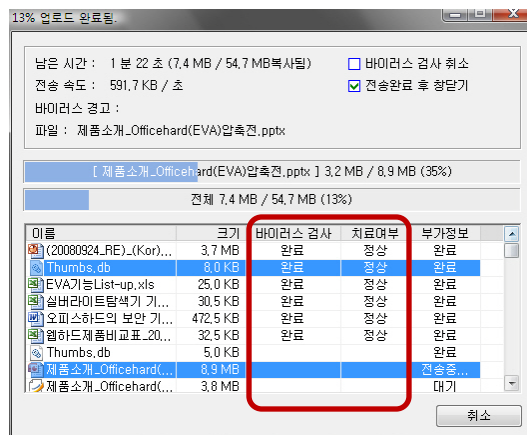 13% 업로드 완료됨.
남은 시간 : 1 분 22 초 (7,4 MB / 54,7 MB복사됨)
바이러스 검사 취소
전송 속도 : 591,7 KB / 초
전송완료 후 창닫기
바이러스 경고 :
파일 : 제품소개_Officehard(EVA)압축전,pptx
[ 제품소개_Officehard(EVA)압축전,pptx ] 3,2 MB / 8,9 MB (35%)
전체 7,4 MB / 54,7 MB (13%)
이름 크기 바이러스 검사 치료여부 부가정보
(20080924_RE)_(Kor)... 3,7 MB 완료 정상 완료
Thumbs,db 8,0 KB 완료 정상 완료
EVA기능List-up,xls 25,0 KB 완료 정상 완료
실버라이트탐색기 기... 30,5 KB 완료 정상 완료
오피스하드의 보안 기... 472,5 KB 완료 정상 완료
웹하드제품비교표_20... 32,5 KB 완료 정상 완료
Thumbs,db 5,0 KB 완료
제품소개_Officehard(... 8,9 MB 전송중...
제품소개_Officehard(... 3,8 MB 대기
취소